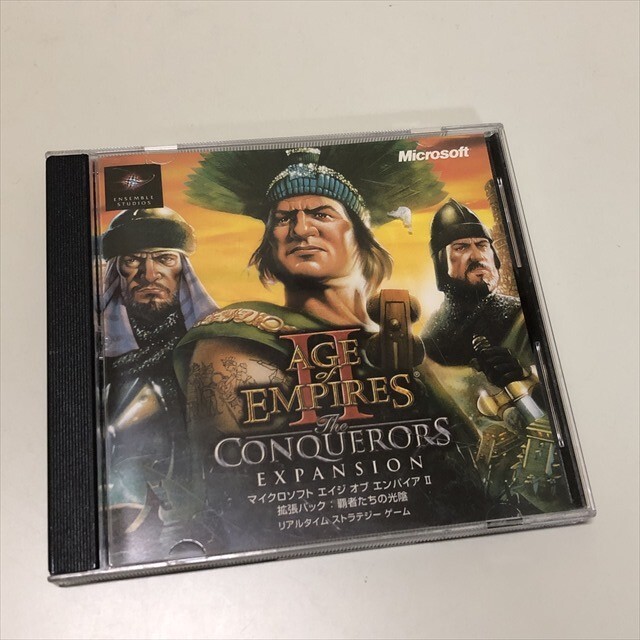 Microsoft
ENSEMBLE
STUDIOS
II
AGE
of
EMPIRES®
The
CONQUERORS
EXPANSION
マイクロソフト エイジ オブ エンパイア II
拡張パック：覇者たちの光陰
リアルタイム ストラテジー ゲーム